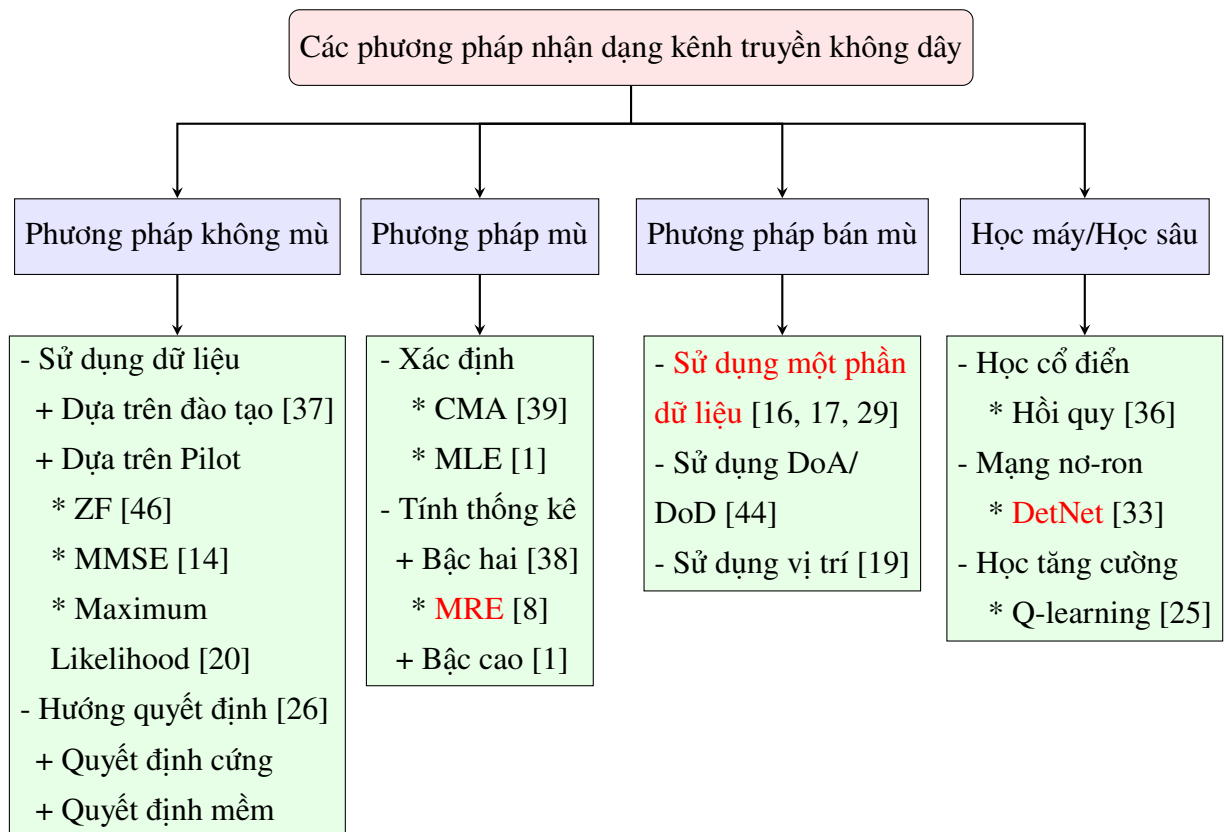 Các phương pháp nhận dạng kênh truyền không dây
Phương pháp không mù
Phương pháp mù
Phương pháp bán mù
Học máy/Học sâu
- Sử dụng dữ liệu
+ Dựa trên đào tạo [37]
+ Dựa trên Pilot
* ZF [46]
* MMSE [14]
* Maximum
Likelihood [20]
- Hướng quyết định [26]
+ Quyết định cứng
+ Quyết định mềm
- Xác định
* CMA [39]
* MLE [1]
- Tính thống kê
+ Bậc hai [38]
* MRE [8]
+ Bậc cao [1]
- Sử dụng một phần
dữ liệu [16, 17, 29]
- Sử dụng DoA/
DoD [44]
- Sử dụng vị trí [19]
- Học cổ điển
* Hồi quy [36]
- Mạng nơ-ron
* DetNet [33]
- Học tăng cường
* Q-learning [25]